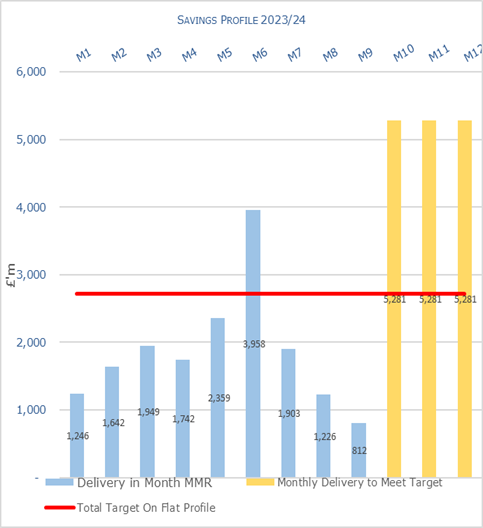 SAVINGS PROFILE 2023/24
M1 M2 M3 M4 M5 M6 M7 M8 M9 M10 M11 M12
6,000
5,000
4,000
3,000
2,000
1,000
-
£'m
1,246 1,642 1,949 1,742 2,359 3,958 1,903 1,226 812 5,281 5,281 5,281
Delivery in Month MMR Monthly Delivery to Meet Target
Total Target On Flat Profile